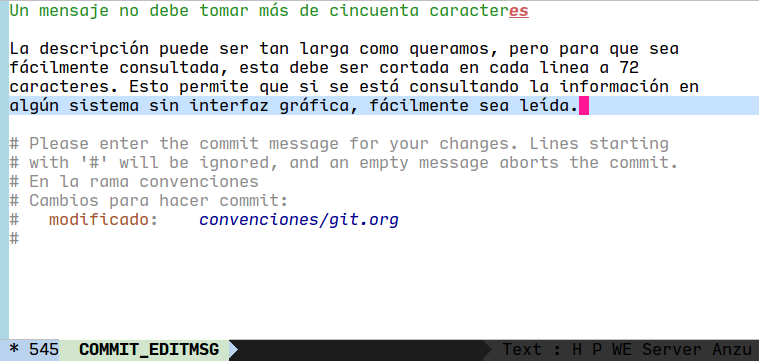 Un mensaje no debe tomar más de cincuenta caracteres
La descripción puede ser tan larga como queramos, pero para que sea
fácilmente consultada, esta debe ser cortada en cada linea a 72
caracteres. Esto permite que si se está consultando la información en
algún sistema sin interfaz gráfica, fácilmente sea leída.
# Please enter the commit message for your changes. Lines starting
# with '#' will be ignored, and an empty message aborts the commit.
# En la rama convenciones
# Cambios para hacer commit:
#   modificado:    convenciones/git.org
#
* 545  COMMIT_EDITMSG  Text : H P WE Server Anzu